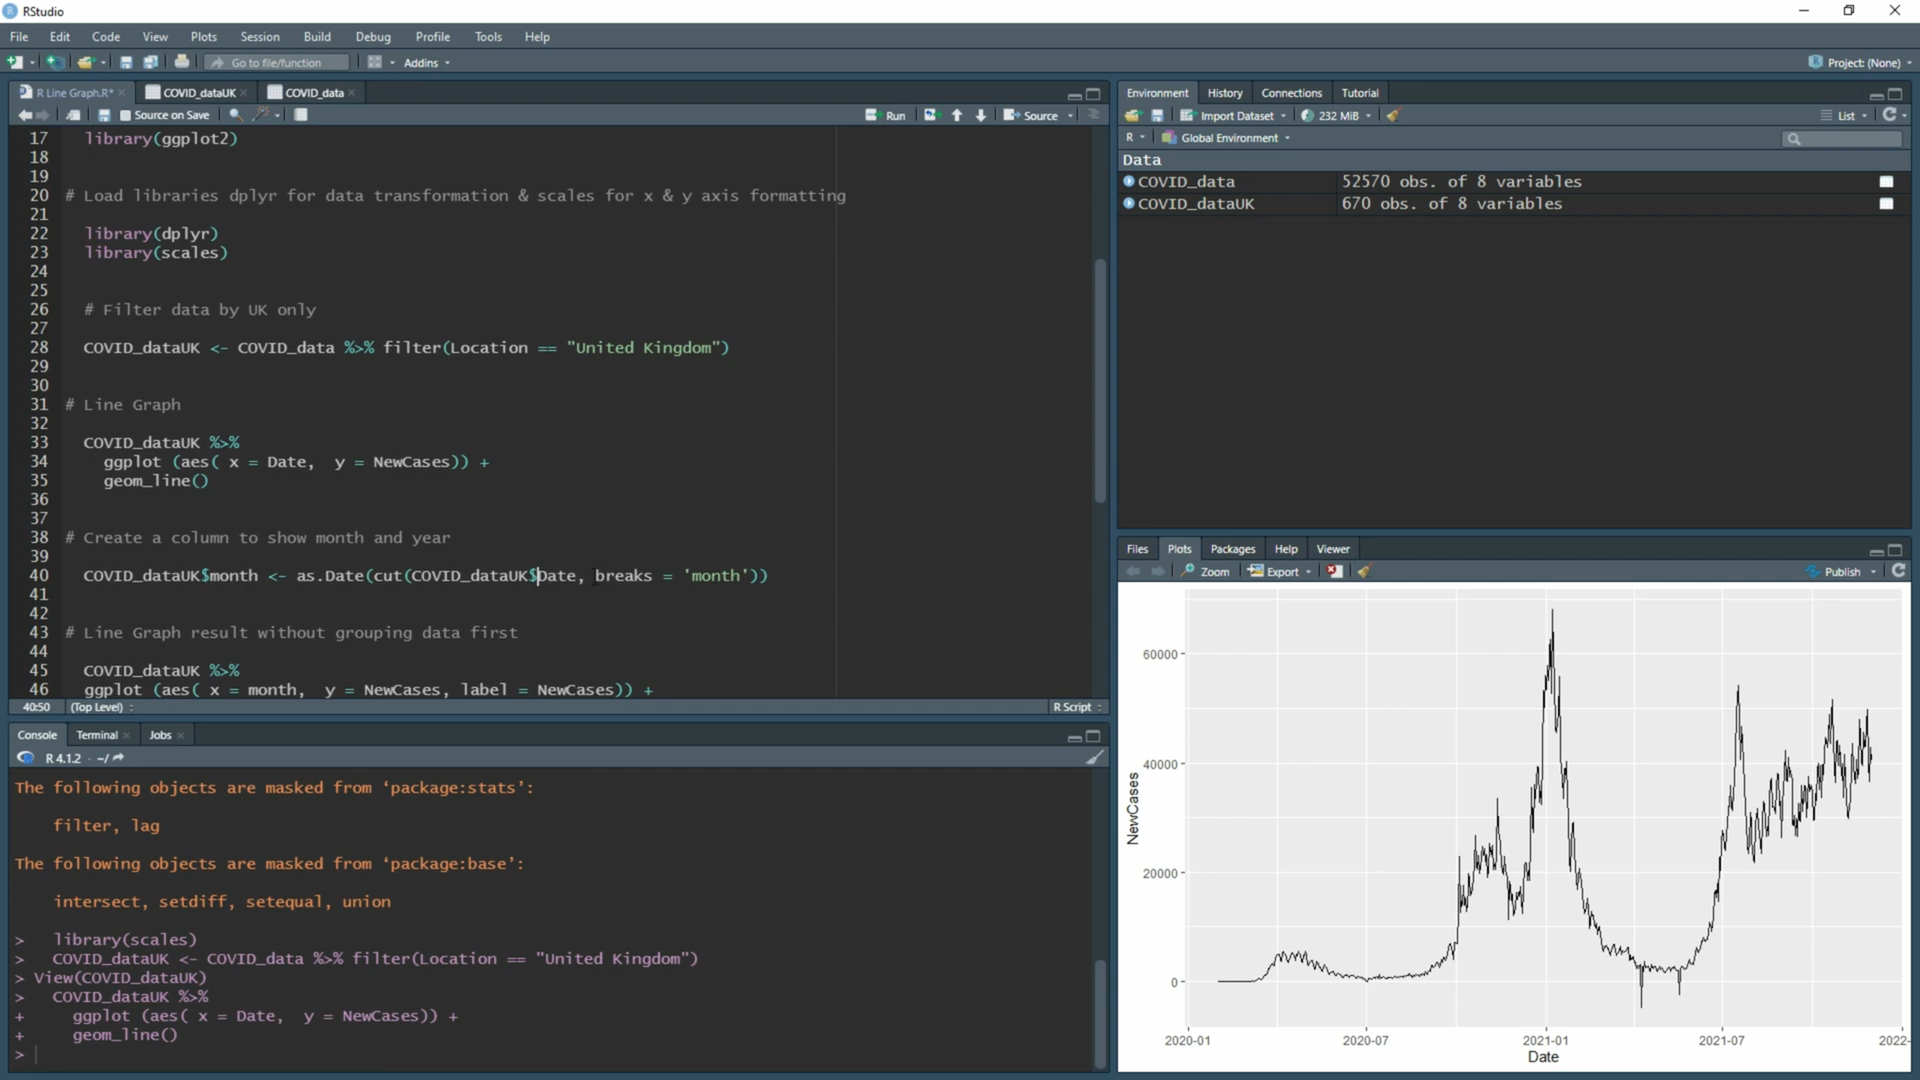 RStudio
File Edit Code View Plots Session Build Debug Profile Tools Help
Go to file/function Addins Project: (None)
R Line Graph.R* COVID_dataUK COVID_data
Source on Save Run Source
17 library(ggplot2)
18
19
20 # Load libraries dplyr for data transformation & scales for x & y axis formatting
21
22 library(dplyr)
23 library(scales)
24
25
26 # Filter data by UK only
27
28 COVID_dataUK <- COVID_data %>% filter(Location == "United Kingdom")
29
30
31 # Line Graph
32
33 COVID_dataUK %>%
34 ggplot (aes( x = Date, y = NewCases)) +
35 geom_line()
36
37
38 # Create a column to show month and year
39
40 COVID_dataUK$month <- as.Date(cut(COVID_dataUK$Date, breaks = 'month'))
41
42
43 # Line Graph result without grouping data first
44
45 COVID_dataUK %>%
46 ggplot (aes( x = month, y = NewCases, label = NewCases)) +
40:50 (Top Level) R Script
Console Terminal Jobs
R 4.1.2 · ~/
The following objects are masked from ‘package:stats’:
filter, lag
The following objects are masked from ‘package:base’:
intersect, setdiff, setequal, union
> library(scales)
> COVID_dataUK <- COVID_data %>% filter(Location == "United Kingdom")
> View(COVID_dataUK)
> COVID_dataUK %>%
+ ggplot (aes( x = Date, y = NewCases)) +
+ geom_line()
>
Environment History Connections Tutorial
Import Dataset 232 MiB List
R Global Environment
Data
COVID_data 52570 obs. of 8 variables
COVID_dataUK 670 obs. of 8 variables
Files Plots Packages Help Viewer
Zoom Export Publish
60000
40000
20000
0
NewCases
2020-01 2020-07 2021-01 2021-07 2022-
Date